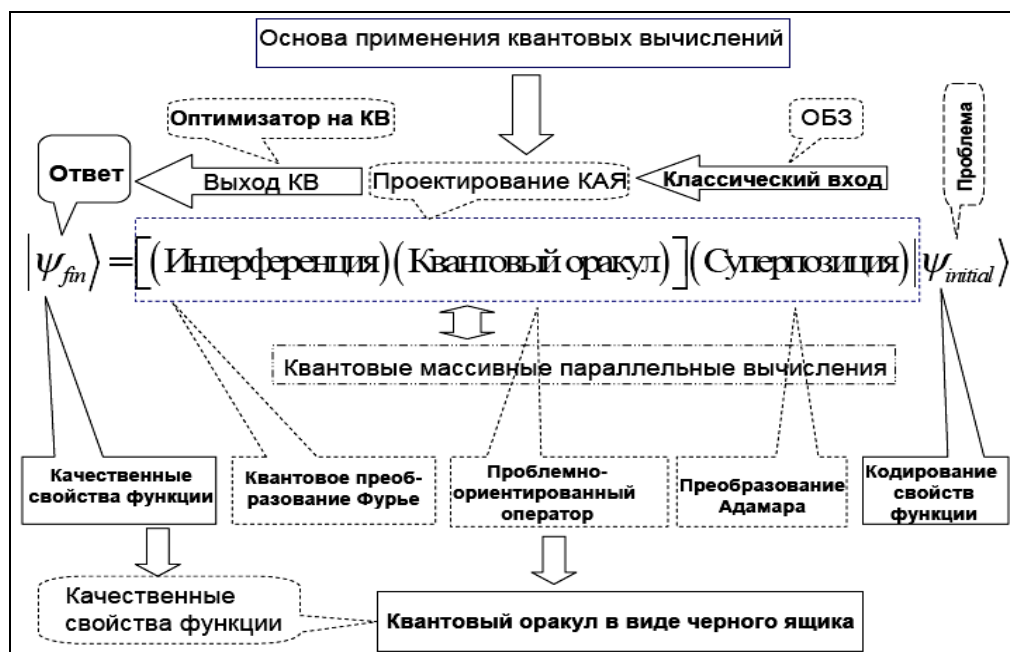 Основа применения квантовых вычислений
Оптимизатор на КВ
ОБЗ
Проблема
Ответ
Выход КВ
Проектирование КАЯ
Классический вход
|ψ_fin⟩ = [(Интерференция)(Квантовый оракул)](Суперпозиция)|ψ_initial⟩
Квантовые массивные параллельные вычисления
Качественные
свойства функции
Квантовое преоб-
разование Фурье
Проблемно-
ориентированный
оператор
Преобразование
Адамара
Кодирование
свойств
функции
Качественные
свойства функции
Квантовый оракул в виде черного ящика